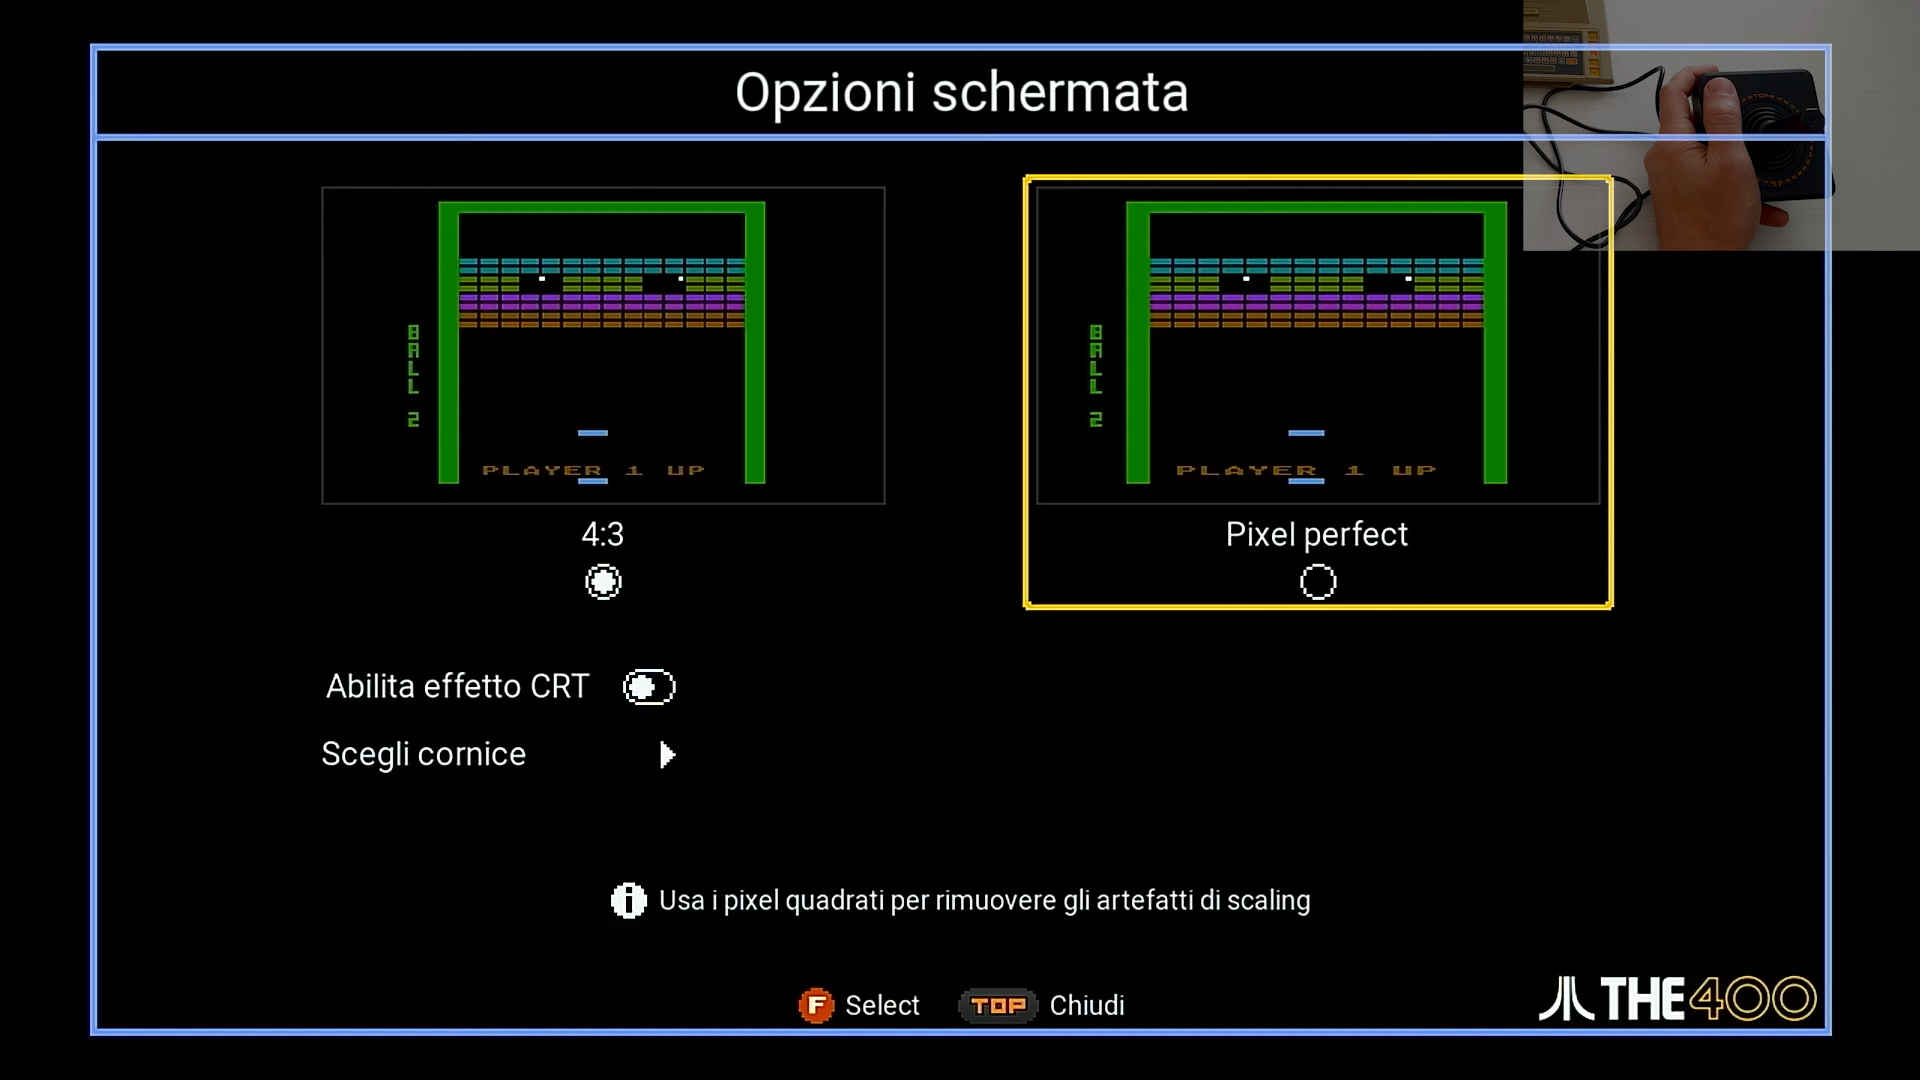 Opzioni schermata
BALL 2
PLAYER 1 UP
4:3
BALL 2
PLAYER 1 UP
Pixel perfect
Abilita effetto CRT
Scegli cornice
Usa i pixel quadrati per rimuovere gli artefatti di scaling
F Select TOP Chiudi
THE400